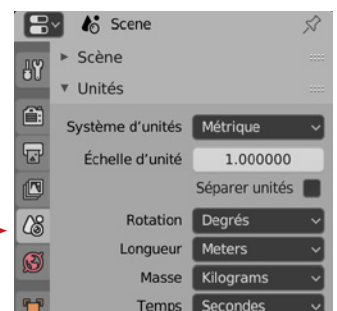 Scene
Scène
Unités
Système d'unités Métrique
Échelle d'unité 1.000000
Séparer unités
Rotation Degrés
Longueur Meters
Masse Kilograms
Temps Secondes